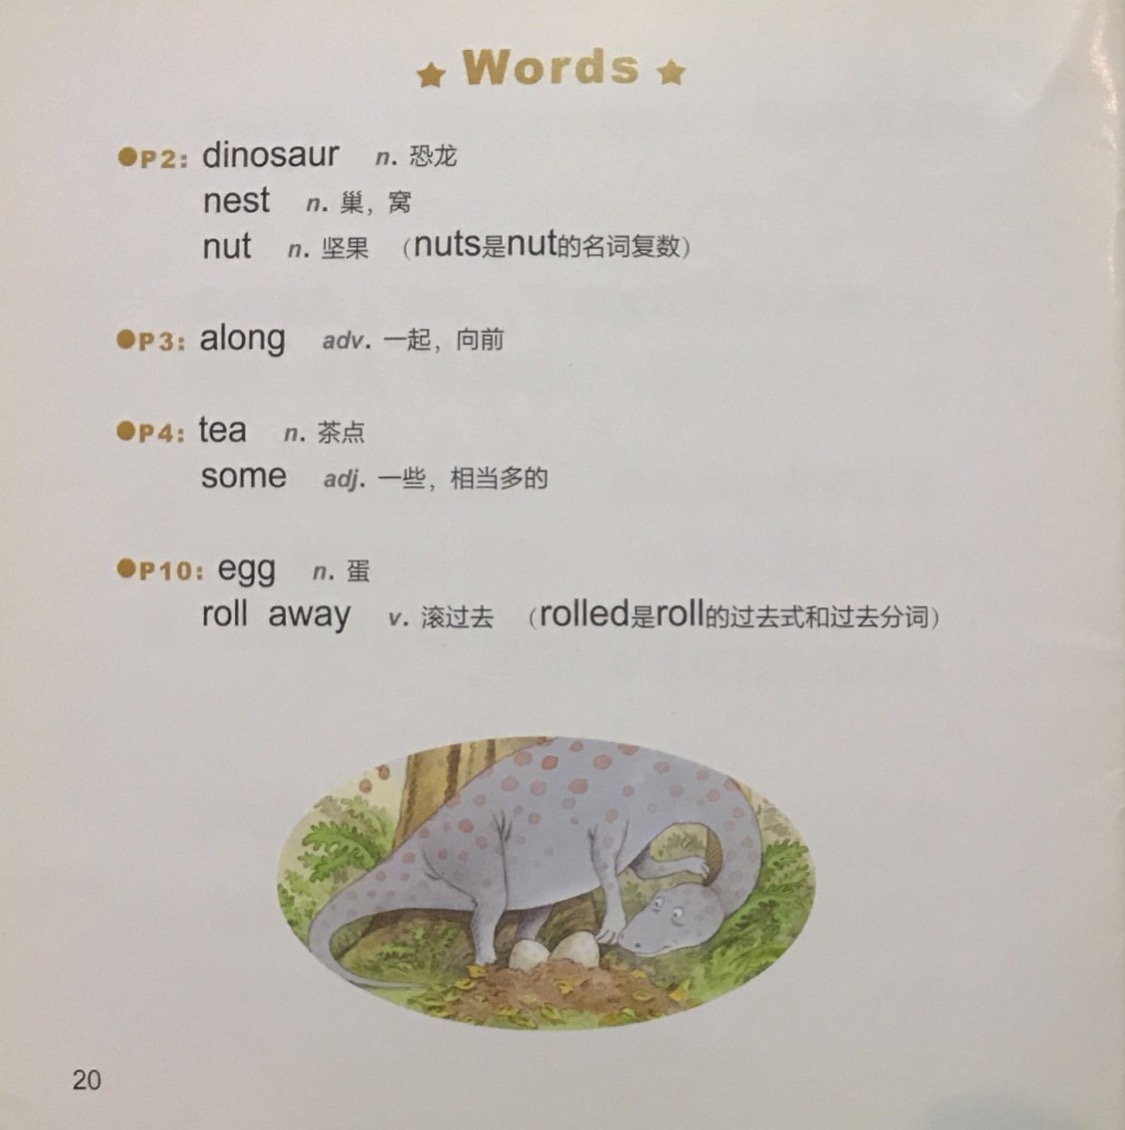 ★ Words ★
●P2: dinosaur n. 恐龙
nest n. 巢，窝
nut n. 坚果 （nuts是nut的名词复数）
●P3: along adv. 一起，向前
●P4: tea n. 茶点
some adj. 一些，相当多的
●P10: egg n. 蛋
roll away v. 滚过去 （rolled是roll的过去式和过去分词）
20